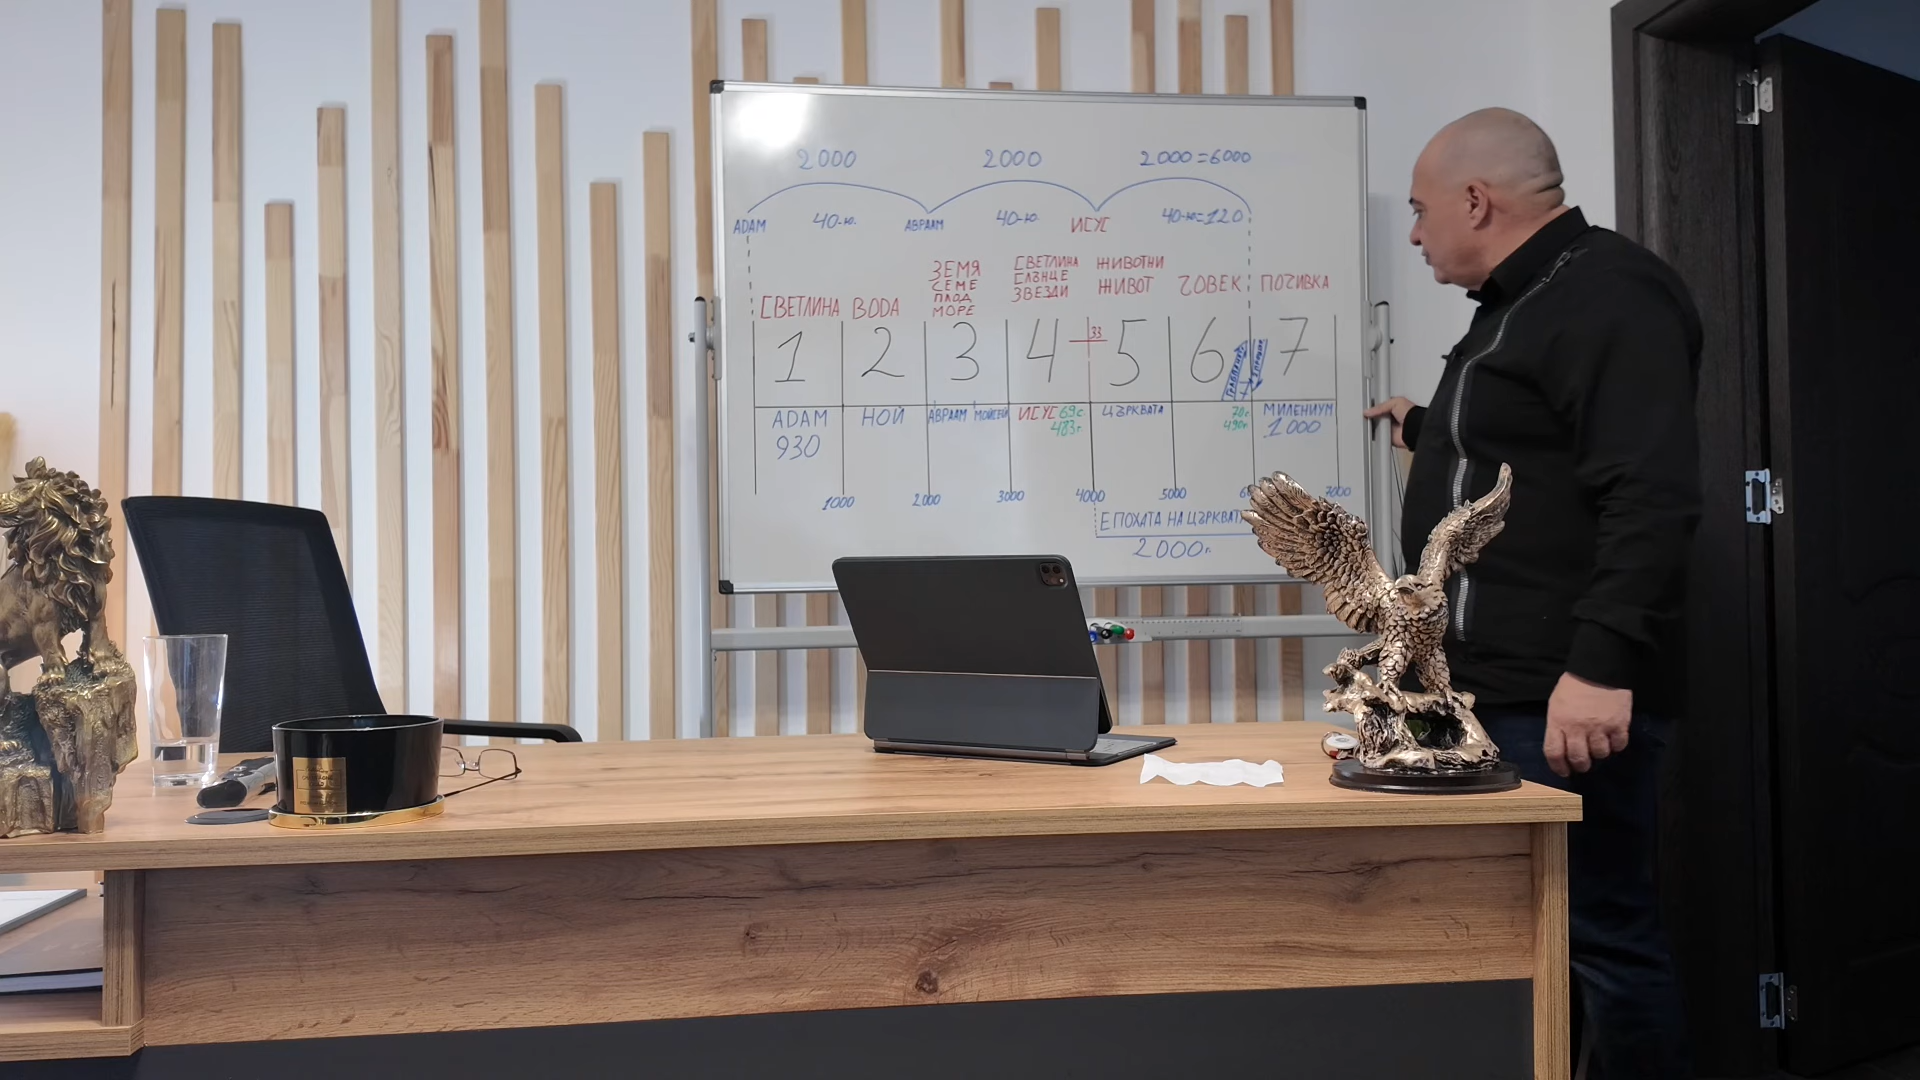 2000 2000 2000=6000
ADAM 40-Ю. АВРААМ 40-Ю. ИСУС 40-Ю=120
СВЕТЛИНА
ВОDА
ЗЕМЯ
СЕМЕ
ПЛОД
МОРЕ
СВЕТЛИНА
СЛЪНЦЕ
ЗВЕЗДИ
ЖИВОТНИ
ЖИВОТ
ЧОВЕК
ПОЧИВКА
1 2 3 4 33 5 6 7
ADAM
930
НОЙ
АВРААМ МОЙСЕЙ
ИСУС 69с.
483г.
ЦЪРКВАТА
70с
490г.
МИЛЕНИУМ
1000
1000 2000 3000 4000 5000 7000
ЕПОХАТА НА ЦЪРКВАТА
2000г.